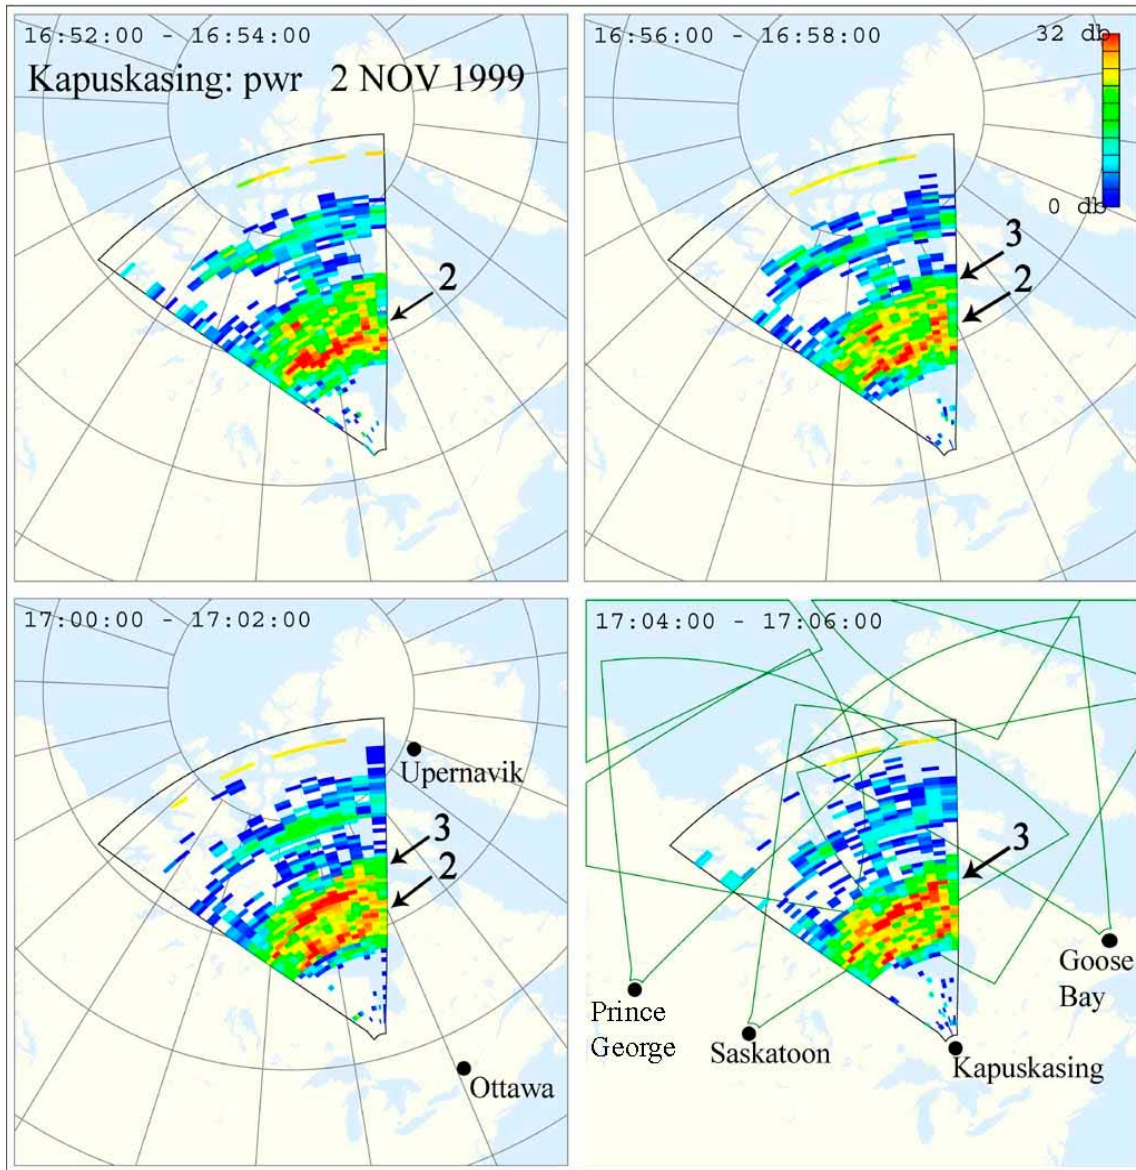 16:52:00 - 16:54:00
Kapuskasing: pwr 2 NOV 1999
2
16:56:00 - 16:58:00
32 db
0 db
3
2
17:00:00 - 17:02:00
Upernavik
3
2
Ottawa
17:04:00 - 17:06:00
3
Goose
Bay
Prince
George
Saskatoon
Kapuskasing